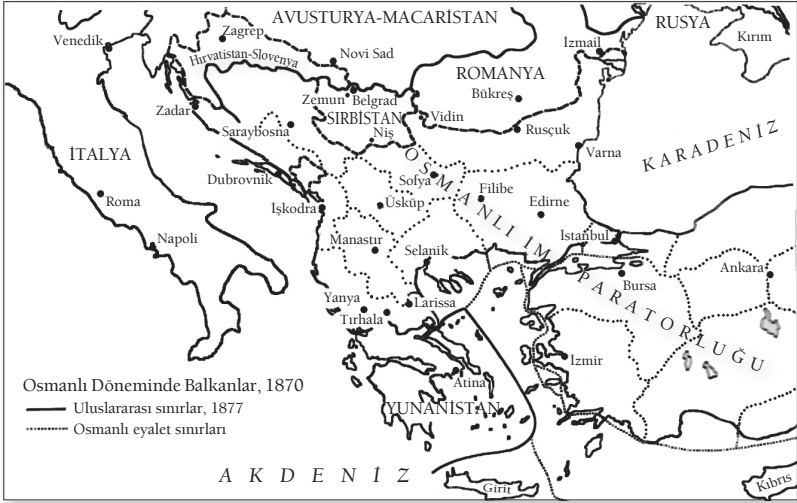 AVUSTURYA-MACARİSTAN
RUSYA
Venedik
Zagrep
Hırvatistan-Slovenya
Novi Sad
İzmail
Kırım
ROMANYA
Bükreş
Zemun
Belgrad
SIRBİSTAN
Vidin
Zadar
Saraybosna
Niş
Rusçuk
Varna
KARADENİZ
İTALYA
Dubrovnik
Sofya
Filibe
Roma
İşkodra
Üsküp
Edirne
OSMANLI İMPARATORLUĞU
Napoli
Manastır
Selanik
İstanbul
Ankara
Bursa
Yanya
Larissa
Tırhala
İzmir
Atina
YUNANİSTAN
Osmanlı Döneminde Balkanlar, 1870
Uluslararası sınırlar, 1877
Osmanlı eyalet sınırları
AKDENİZ
Girit
Kıbrıs